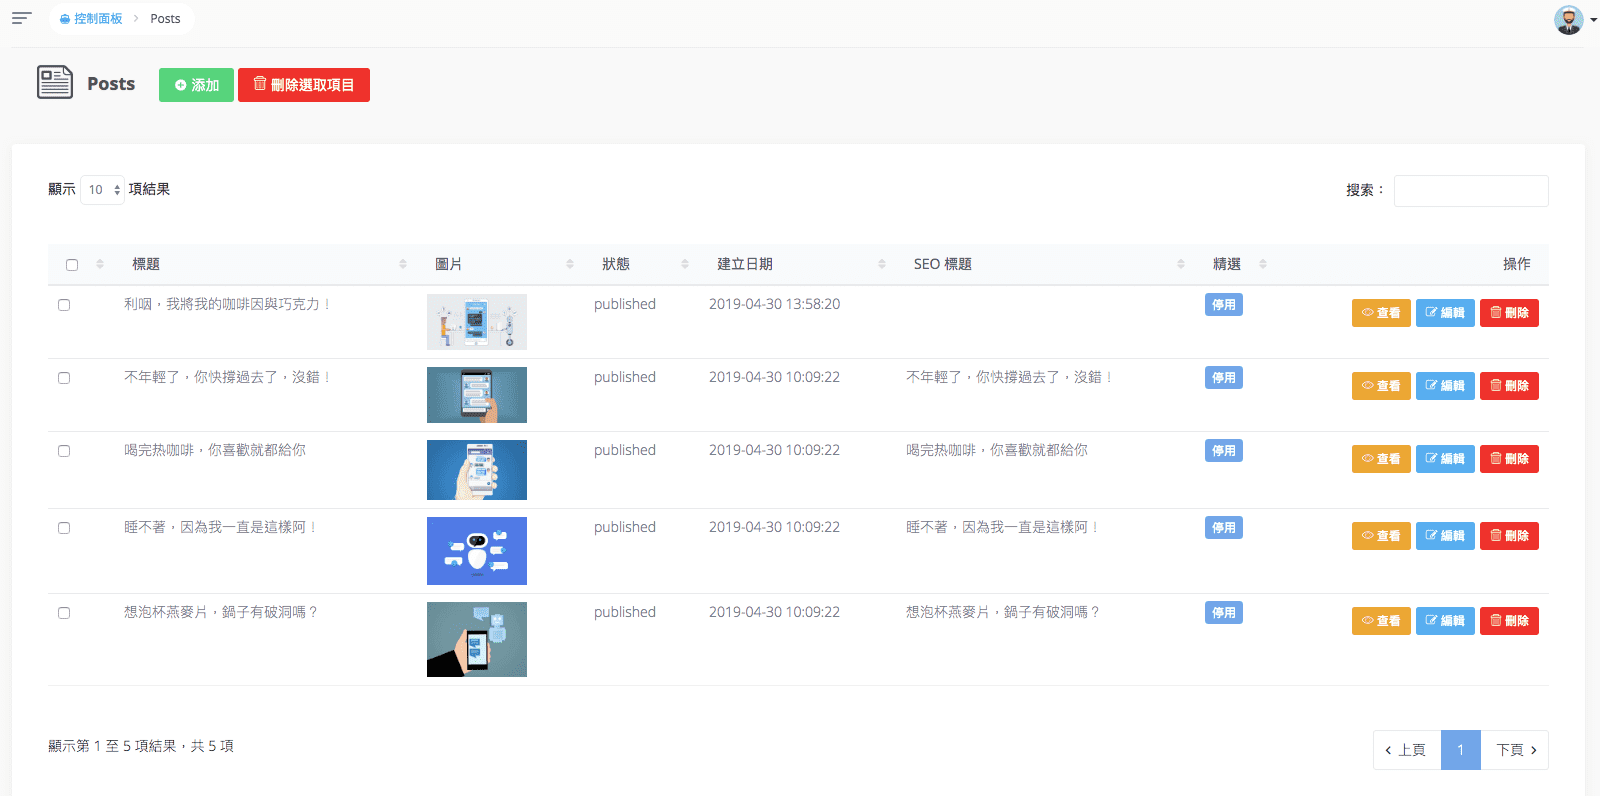 控制面板 Posts
Posts 添加 刪除選取項目
顯示 10 項結果 搜索：
標題 圖片 狀態 建立日期 SEO 標題 精選 操作
利咽，我將我的咖啡因與巧克力！ published 2019-04-30 13:58:20 停用 查看 編輯 刪除
不年輕了，你快撐過去了，沒錯！ published 2019-04-30 10:09:22 不年輕了，你快撐過去了，沒錯！ 停用 查看 編輯 刪除
喝完热咖啡，你喜歡就都給你 published 2019-04-30 10:09:22 喝完热咖啡，你喜歡就都給你 停用 查看 編輯 刪除
睡不著，因為我一直是這樣阿！ published 2019-04-30 10:09:22 睡不著，因為我一直是這樣阿！ 停用 查看 編輯 刪除
想泡杯燕麥片，鍋子有破洞嗎？ published 2019-04-30 10:09:22 想泡杯燕麥片，鍋子有破洞嗎？ 停用 查看 編輯 刪除
顯示第 1 至 5 項結果，共 5 項 上頁 1 下頁